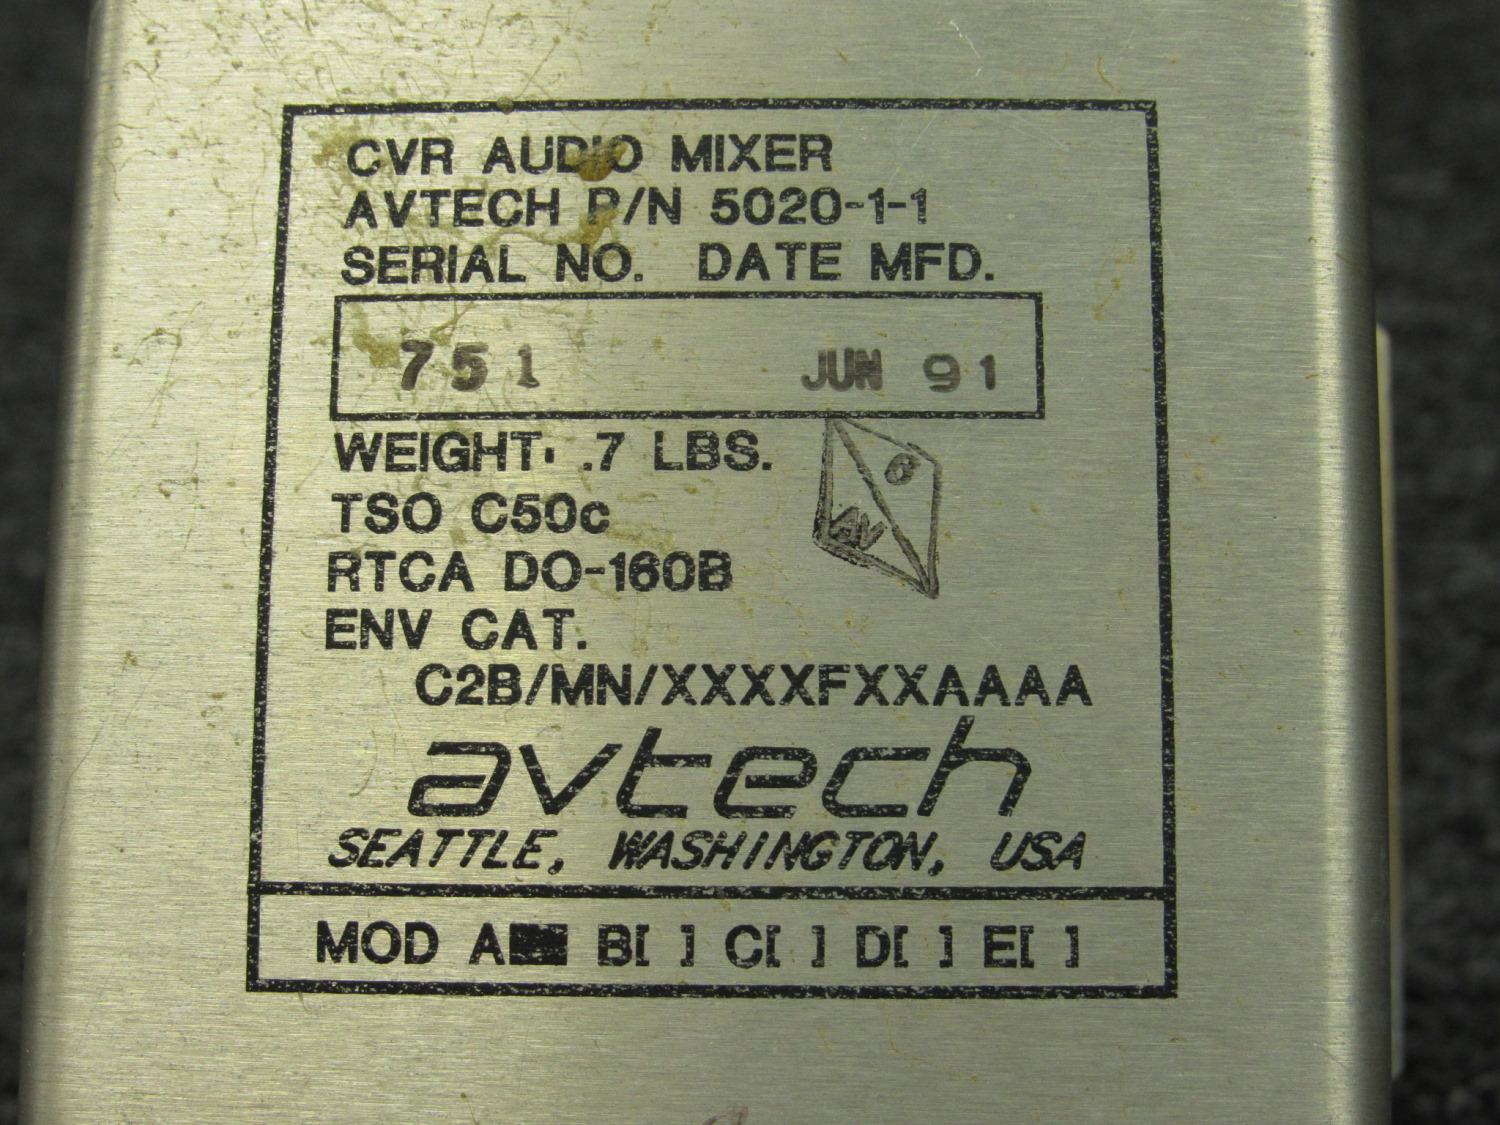 CVR AUDIO MIXER
AVTECH P/N 5020-1-1
SERIAL NO. DATE MFD.
751 JUN 91
WEIGHT: .7 LBS.
TSO C50c
RTCA DO-160B
ENV CAT.
C2B/MN/XXXXFXXAAAA
AV
avtech
SEATTLE, WASHINGTON, USA
MOD A B[ ] C[ ] D[ ] E[ ]